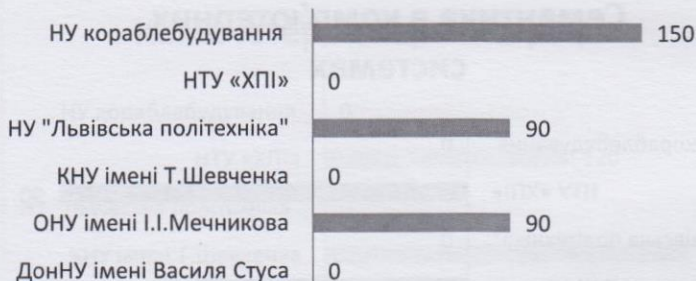 НУ кораблебудування 150
НТУ «ХПІ» 0
НУ "Львівська політехніка" 90
КНУ імені Т.Шевченка 0
ОНУ імені І.І.Мечникова 90
ДонНУ імені Василя Стуса 0